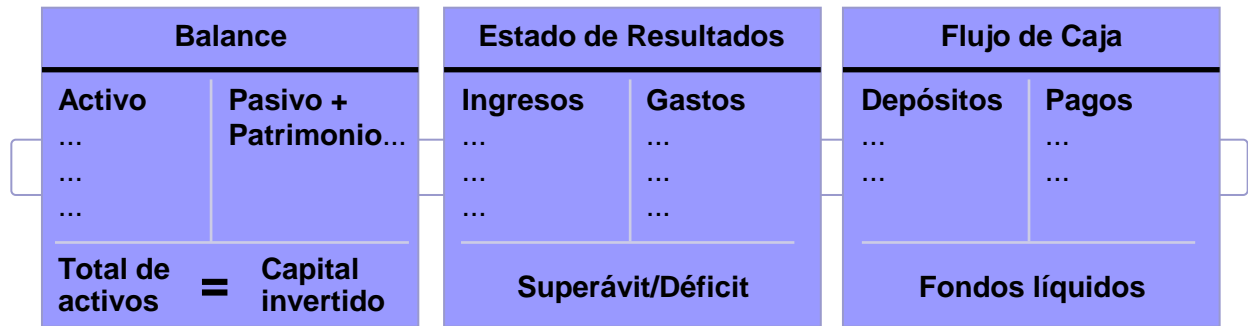 Balance
Activo
...
...
...
Pasivo +
Patrimonio...
Total de
activos
=
Capital
invertido
Estado de Resultados
Ingresos
...
...
...
Gastos
...
...
...
Superávit/Déficit
Flujo de Caja
Depósitos
...
...
Pagos
...
...
Fondos líquidos